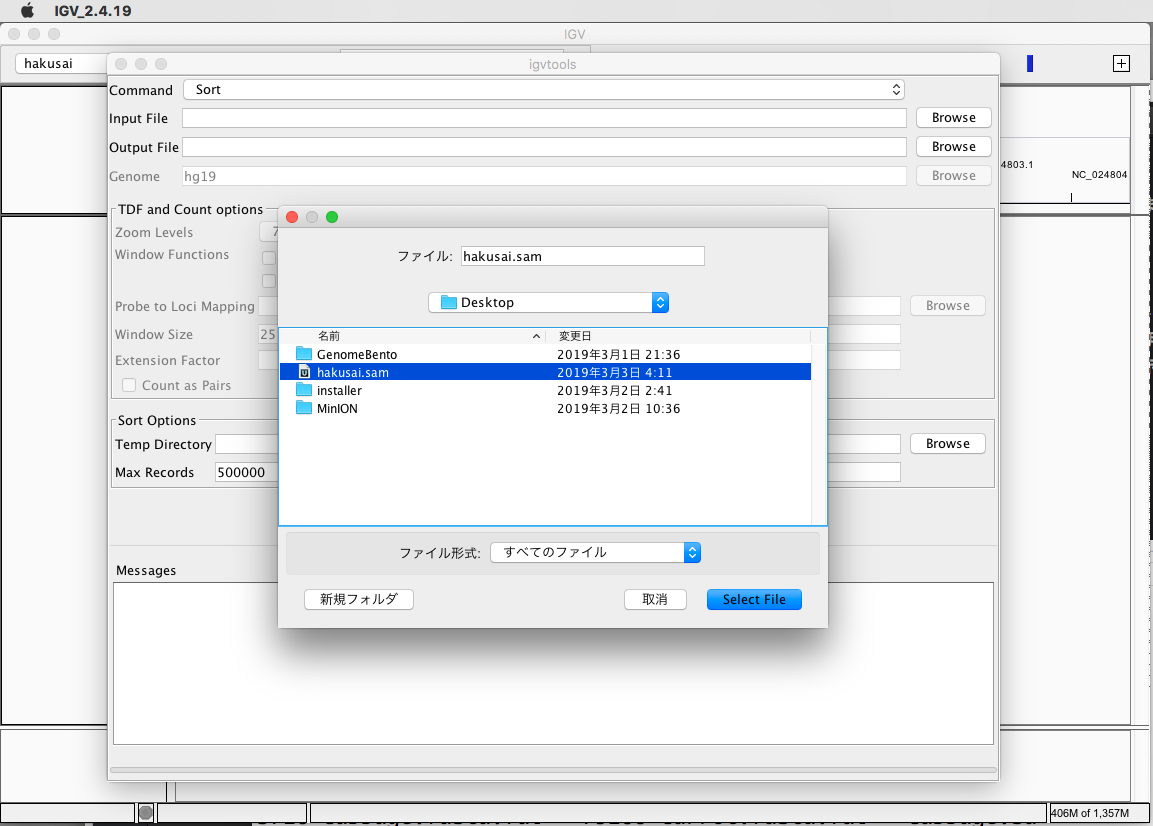 IGV_2.4.19
IGV
hakusai
igvtools
Command Sort
Input File Browse
Output File Browse
Genome hg19 Browse
4803.1
NC_024804
TDF and Count options
Zoom Levels 7
Window Functions
Probe to Loci Mapping Browse
Window Size 25
Extension Factor
Count as Pairs
Sort Options
Temp Directory Browse
Max Records 500000
Messages
ファイル: hakusai.sam
Desktop
名前 変更日
GenomeBento 2019年3月1日 21:36
hakusai.sam 2019年3月3日 4:11
installer 2019年3月2日 2:41
MinION 2019年3月2日 10:36
ファイル形式: すべてのファイル
新規フォルダ 取消 Select File
406M of 1,357M